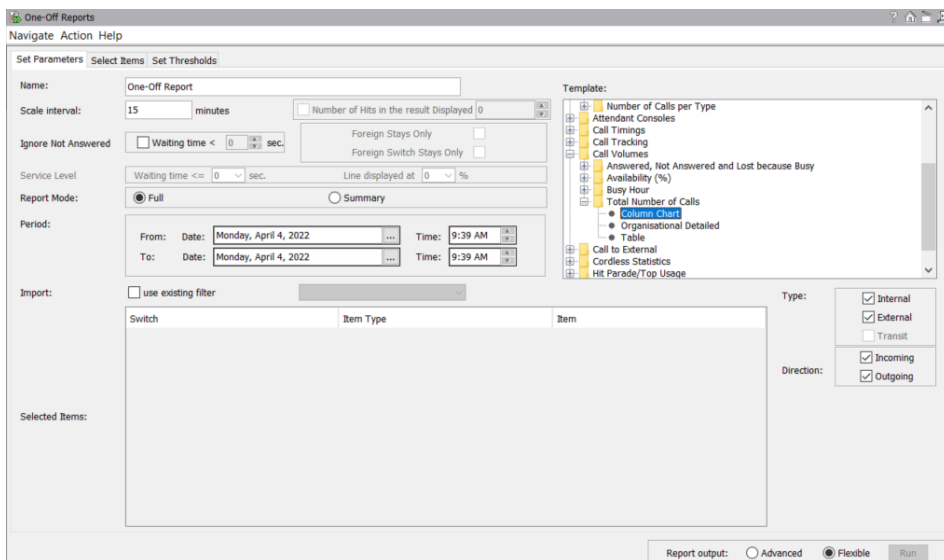 One-Off Reports
Navigate Action Help
Set Parameters Select Items Set Thresholds
Name: One-Off Report
Template:
Scale interval: 15 minutes
Number of Hits in the result Displayed 0
Ignore Not Answered Waiting time < 0 sec.
Foreign Stays Only
Foreign Switch Stays Only
Service Level Waiting time <= 0 sec. Line displayed at 0 %
Report Mode: Full Summary
Number of Calls per Type
Attendant Consoles
Call Timings
Call Tracking
Call Volumes
Answered, Not Answered and Lost because Busy
Availability (%)
Busy Hour
Total Number of Calls
Column Chart
Organisational Detailed
Table
Call to External
Cordless Statistics
Hit Parade/Top Usage
Period:
From: Date: Monday, April 4, 2022 ... Time: 9:39 AM
To: Date: Monday, April 4, 2022 ... Time: 9:39 AM
Import: use existing filter
Type: Internal
External
Transit
Direction: Incoming
Outgoing
Switch Item Type Item
Selected Items:
Report output: Advanced Flexible Run